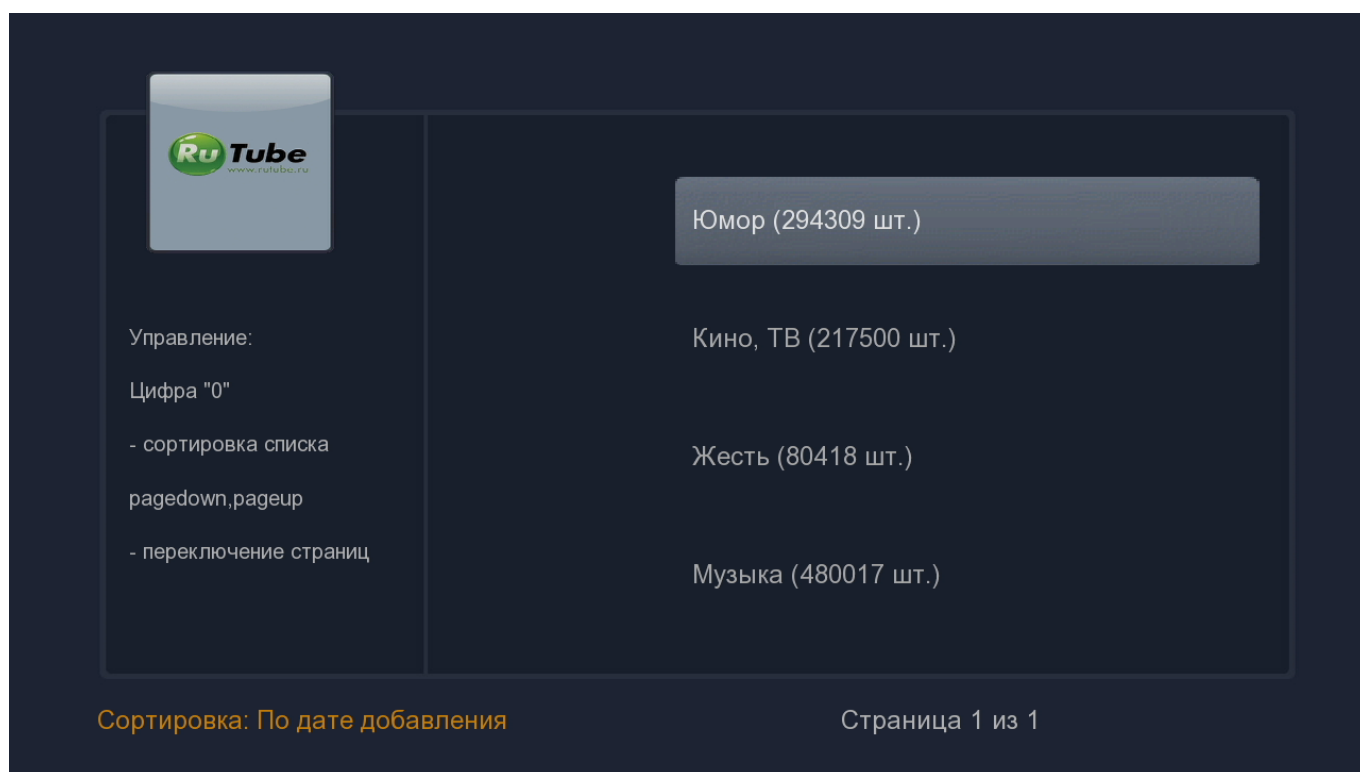 Ru Tube
www.rutube.ru
Управление:
Цифра "0"
- сортировка списка
pagedown,pageup
- переключение страниц
Юмор (294309 шт.)
Кино, ТВ (217500 шт.)
Жесть (80418 шт.)
Музыка (480017 шт.)
Сортировка: По дате добавления
Страница 1 из 1